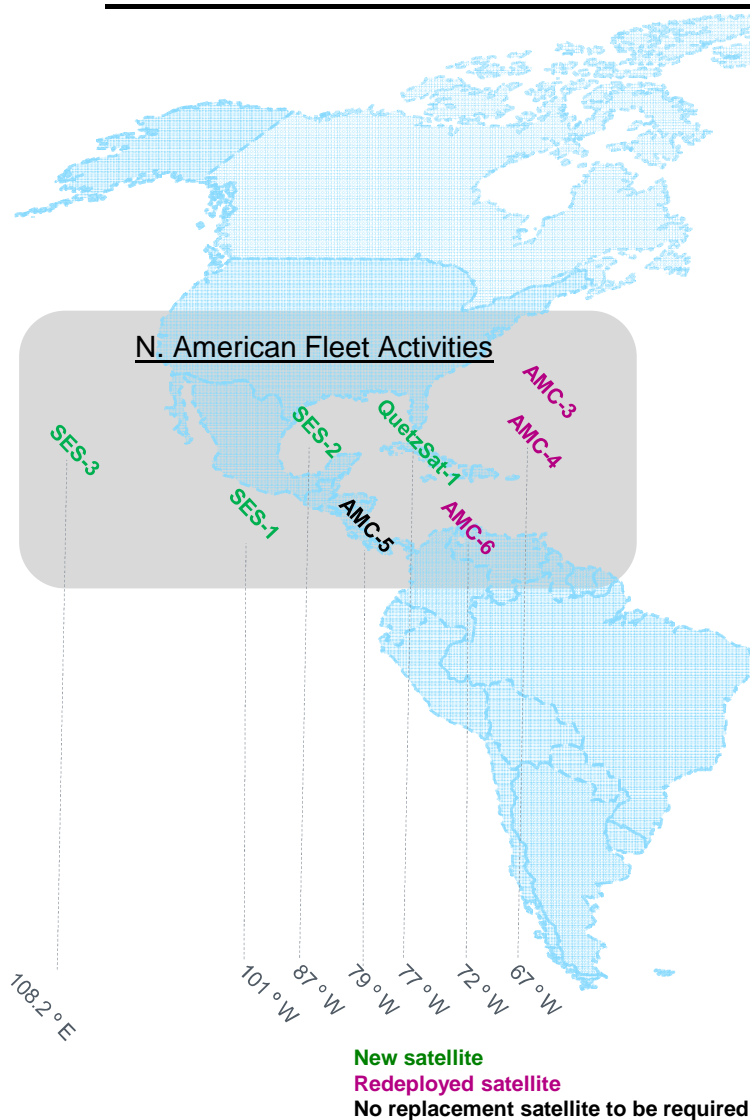 N. American Fleet Activities
AMC-3
AMC-4
SES-3
SES-2
QuetzSat-1
SES-1
AMC-5
AMC-6
108.2 º E
101 º W
87 º W
79 º W
77 º W
72 º W
67 º W
New satellite
Redeployed satellite
No replacement satellite to be required